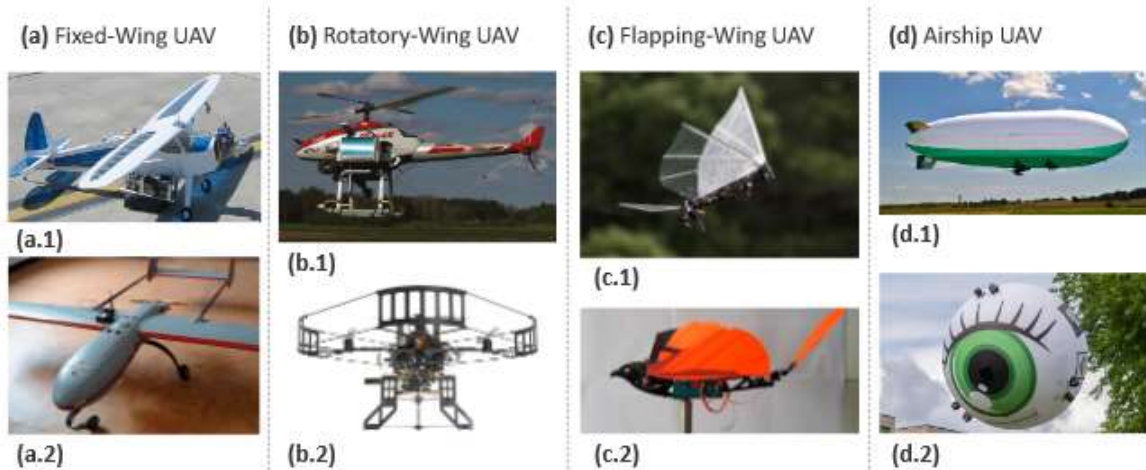 (a) Fixed-Wing UAV
(b) Rotatory-Wing UAV
(c) Flapping-Wing UAV
(d) Airship UAV
(a.1)
(b.1)
(c.1)
(d.1)
(a.2)
(b.2)
(c.2)
(d.2)